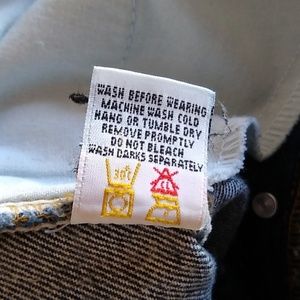 WASH BEFORE WEARING
MACHINE WASH COLD
HANG OR TUMBLE DRY
REMOVE PROMPTLY
DO NOT BLEACH
WASH DARKS SEPARATELY
30°C
CL